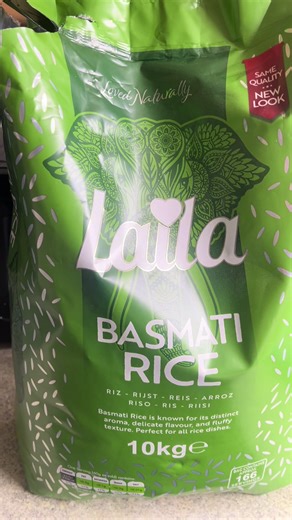 Loved Naturally
SAME
QUALITY
NEW
LOOK
Laila
BASMATI
RICE
RIZ - RIJST - REIS - ARROZ
RISO - RIS - RIISI
Basmati Rice is known for its distinct
aroma, delicate flavour, and fluffy
texture. Perfect for all rice dishes.
10kg℮
166